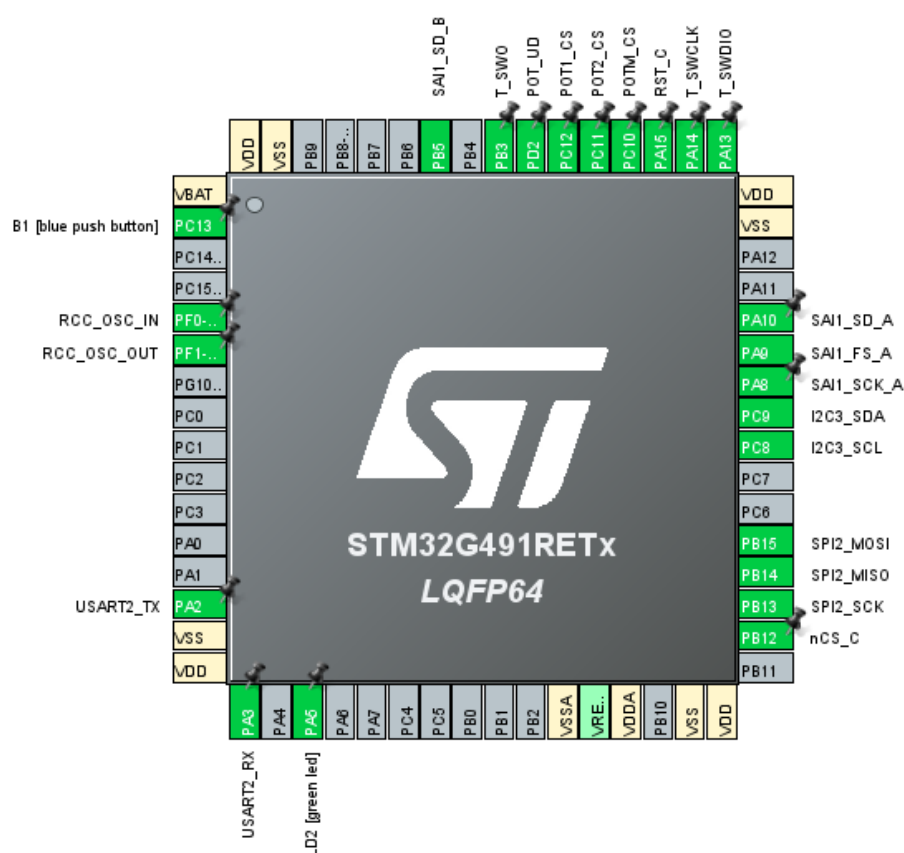 SAI1_SD_B
T_SWO
POT_UD
POT1_CS
POT2_CS
POTM_CS
RST_C
T_SWCLK
T_SWDIO
VDD
VSS
PB9
PB8-..
PB7
PB6
PB5
PB4
PB3
PD2
PC12
PC11
PC10
PA15
PA14
PA13
VBAT
B1 [blue push button] PC13
PC14..
PC15..
RCC_OSC_IN PF0-..
RCC_OSC_OUT PF1-..
PG10..
PC0
PC1
PC2
PC3
PA0
PA1
USART2_TX PA2
VSS
VDD
ST
STM32G491RETx
LQFP64
VDD
VSS
PA12
PA11
PA10 SAI1_SD_A
PA9 SAI1_FS_A
PA8 SAI1_SCK_A
PC9 I2C3_SDA
PC8 I2C3_SCL
PC7
PC6
PB15 SPI2_MOSI
PB14 SPI2_MISO
PB13 SPI2_SCK
PB12 nCS_C
PB11
PA3
PA4
PA5
PA6
PA7
PC4
PC5
PB0
PB1
PB2
VSSA
VRE..
VDDA
PB10
VSS
VDD
USART2_RX
LD2 [green led]